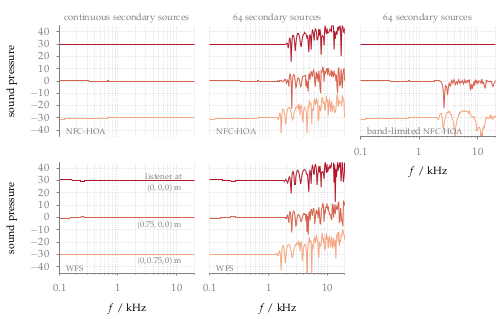 continuous secondary sources
64 secondary sources
64 secondary sources
sound pressure
40
30
20
10
0
−10
−20
−30
−40
NFC-HOA
NFC-HOA
band-limited NFC-HOA
0.1
1
10
f / kHz
sound pressure
40
30
20
10
0
−10
−20
−30
−40
listener at
(0,0,0) m
(0.75,0,0) m
(0,0.75,0) m
WFS
WFS
0.1
1
10
0.1
1
10
f / kHz
f / kHz